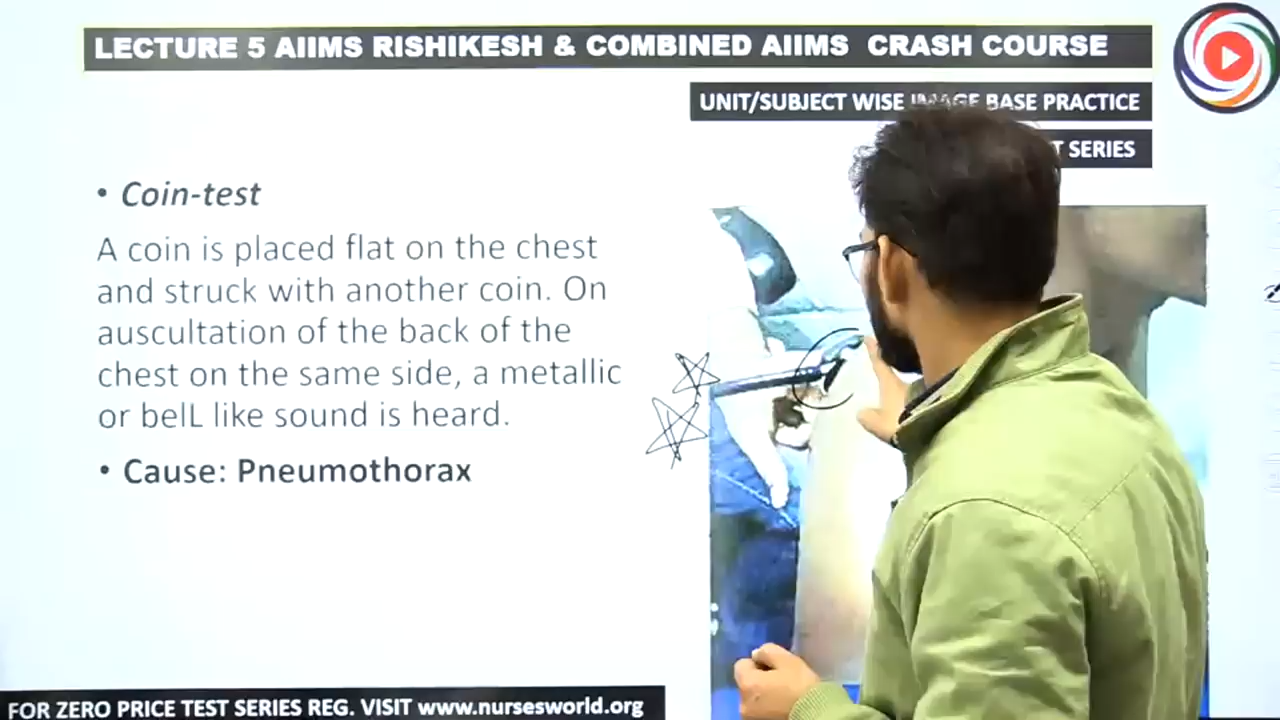 LECTURE 5 AIIMS RISHIKESH & COMBINED AIIMS CRASH COURSE
UNIT/SUBJECT WISE IMAGE BASE PRACTICE
SERIES
• Coin-test
A coin is placed flat on the chest
and struck with another coin. On
auscultation of the back of the
chest on the same side, a metallic
or belL like sound is heard.
• Cause: Pneumothorax
FOR ZERO PRICE TEST SERIES REG. VISIT www.nursesworld.org